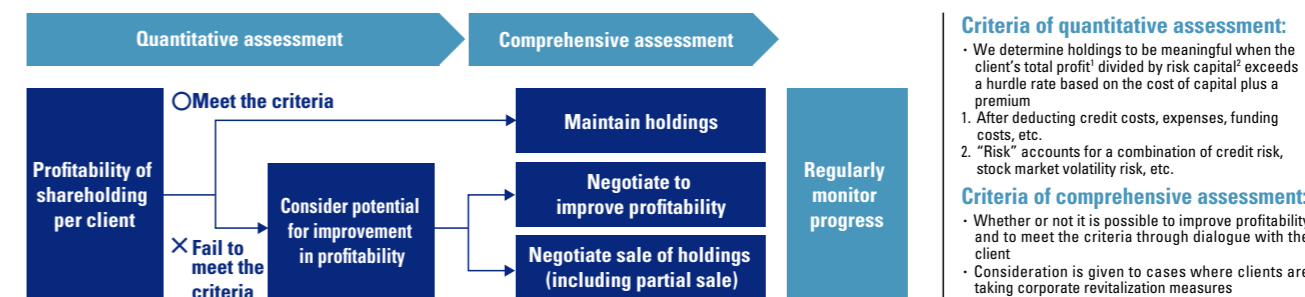 Quantitative assessment
Comprehensive assessment
Profitability of
shareholding
per client
○Meet the criteria
× Fail to
meet the
criteria
Consider potential
for improvement
in profitability
Maintain holdings
Negotiate to
improve profitability
Negotiate sale of holdings
(including partial sale)
Regularly
monitor
progress
Criteria of quantitative assessment:
· We determine holdings to be meaningful when the
client's total profit¹ divided by risk capital² exceeds
a hurdle rate based on the cost of capital plus a
premium
1. After deducting credit costs, expenses, funding
costs, etc.
2. "Risk" accounts for a combination of credit risk,
stock market volatility risk, etc.
Criteria of comprehensive assessment:
· Whether or not it is possible to improve profitability
and to meet the criteria through dialogue with the
client
· Consideration is given to cases where clients are
taking corporate revitalization measures